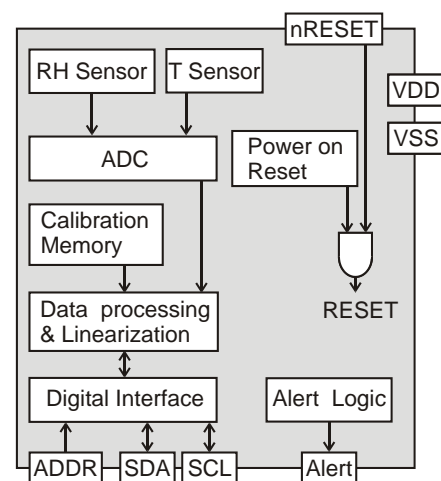 nRESET
RH Sensor
T Sensor
VDD
VSS
ADC
Power on
Reset
Calibration
Memory
Data processing
& Linearization
RESET
Digital Interface
Alert Logic
ADDR
SDA
SCL
Alert